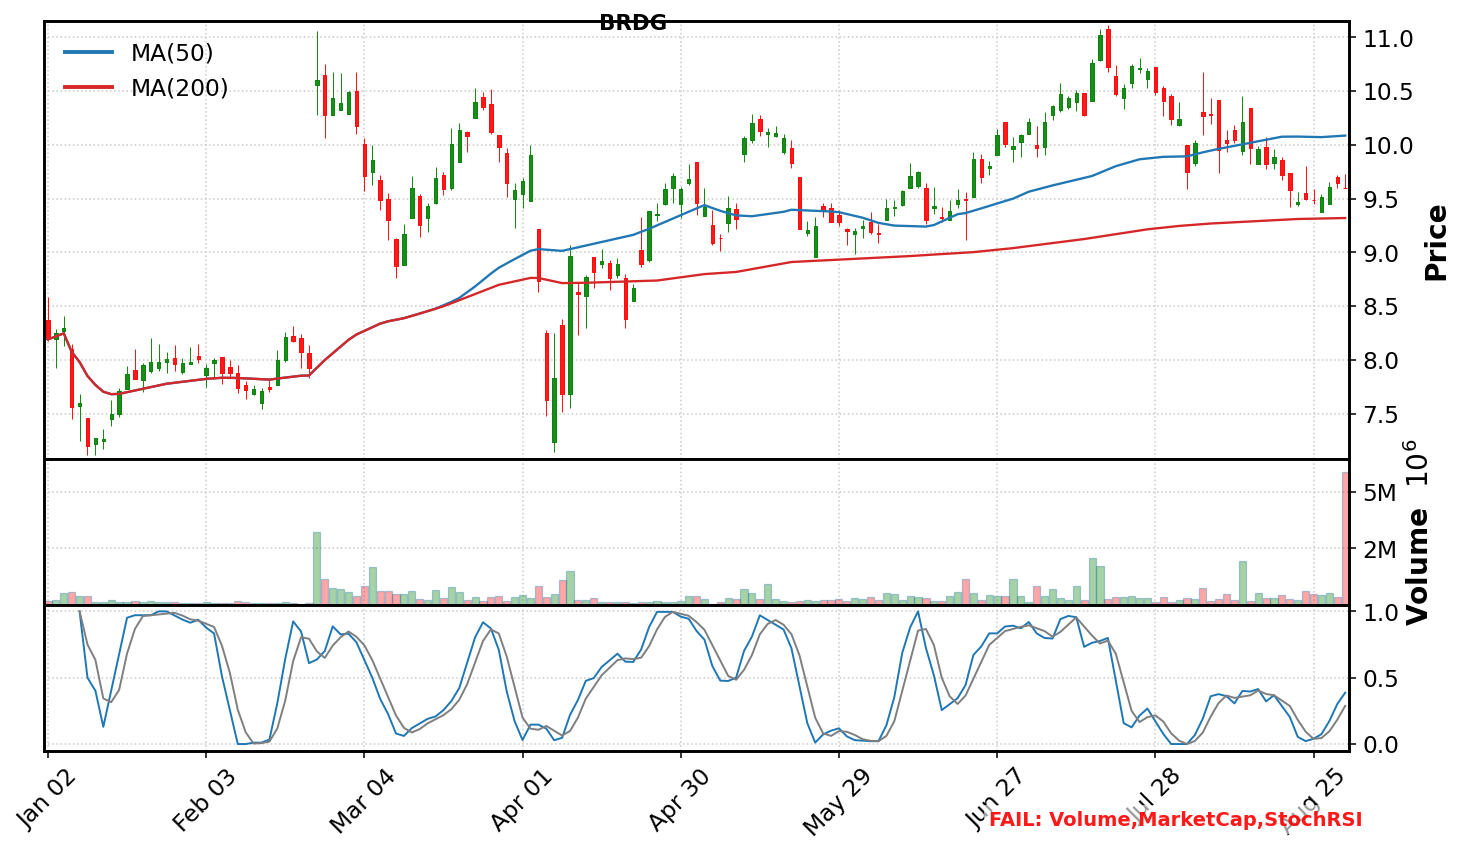 BRDG
MA(50)
MA(200)
11.0
10.5
10.0
9.5
9.0
8.5
8.0
7.5
Price
5M
2M
Volume 10^6
1.0
0.5
0.0
Jan 02
Feb 03
Mar 04
Apr 01
Apr 30
May 29
Jun 27
Jul 28
Aug 25
FAIL: Volume,MarketCap,StochRSI